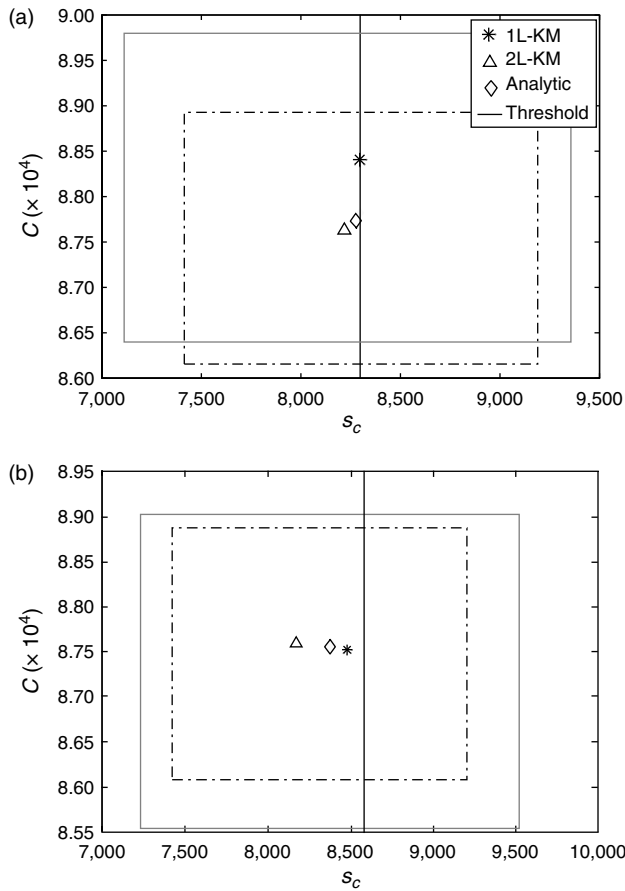 (a)
9.00
8.95
8.90
8.85
8.80
8.75
8.70
8.65
8.60
C (× 10⁴)
7,000 7,500 8,000 8,500 9,000 9,500
s_c
1L-KM
2L-KM
Analytic
Threshold
(b)
8.95
8.90
8.85
8.80
8.75
8.70
8.65
8.60
8.55
C (× 10⁴)
7,000 7,500 8,000 8,500 9,000 9,500 10,000
s_c